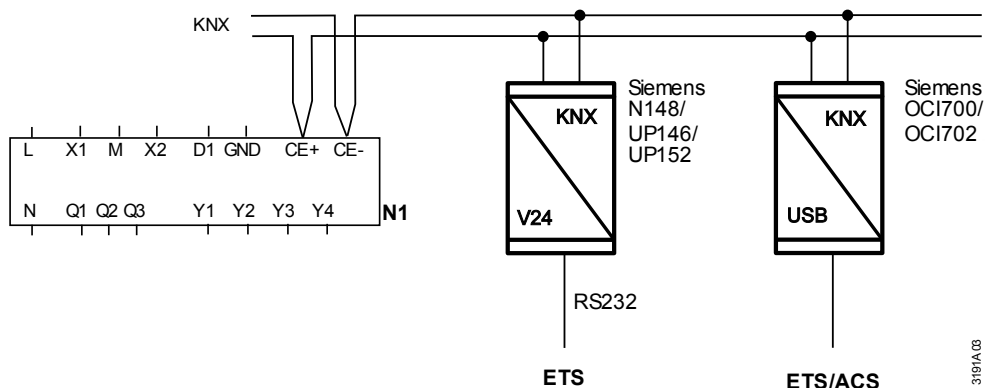 KNX
Siemens
N148/
UP146/
UP152
Siemens
OCI700/
OCI702
KNX
KNX
L X1 M X2 D1 GND CE+ CE-
N Q1 Q2 Q3 Y1 Y2 Y3 Y4
N1
V24
USB
RS232
ETS
ETS/ACS
3191A03